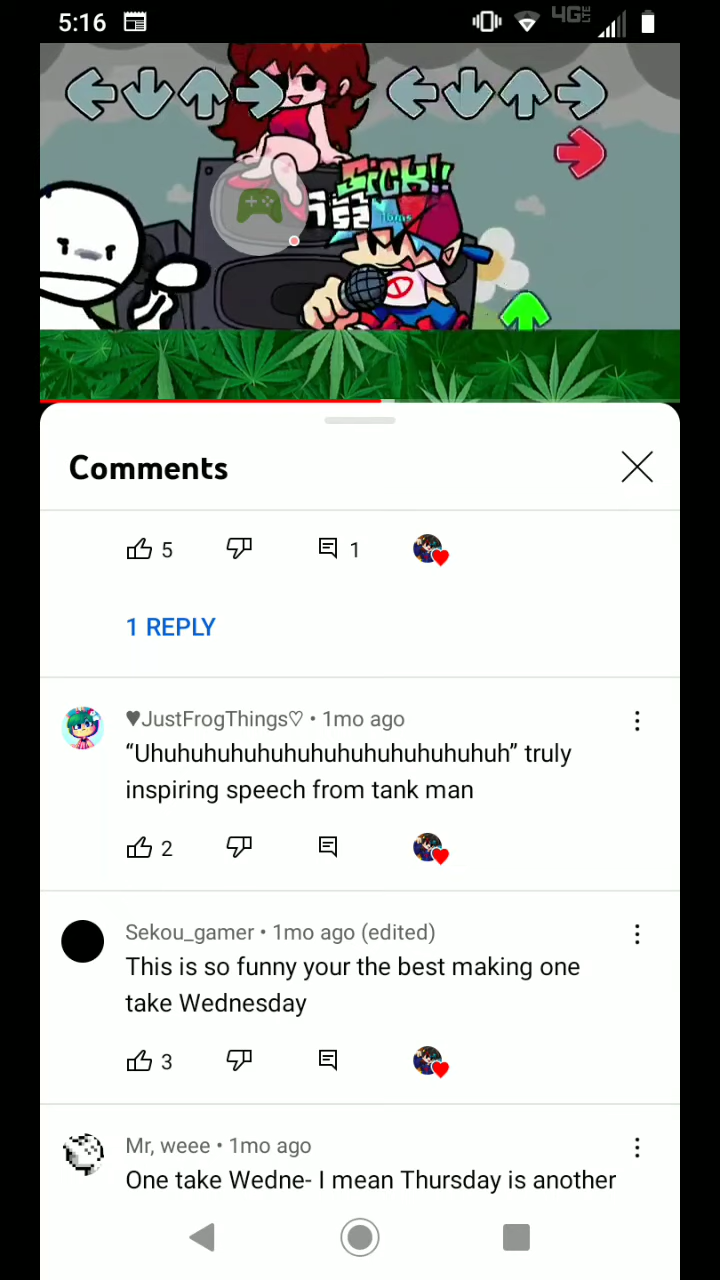 5:16
4G LTE
SiCK!!
Comments
5
1
1 REPLY
♥JustFrogThings♡ • 1mo ago
“Uhuhuhuhuhuhuhuhuhuhuhuhuhuh” truly
inspiring speech from tank man
2
Sekou_gamer • 1mo ago (edited)
This is so funny your the best making one
take Wednesday
3
Mr, weee • 1mo ago
One take Wedne- I mean Thursday is another